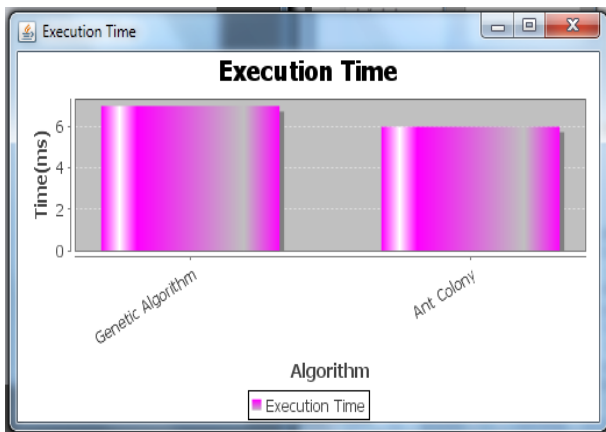 Execution Time
Execution Time
Time(ms)
6
4
2
0
Genetic Algorithm
Ant Colony
Algorithm
Execution Time